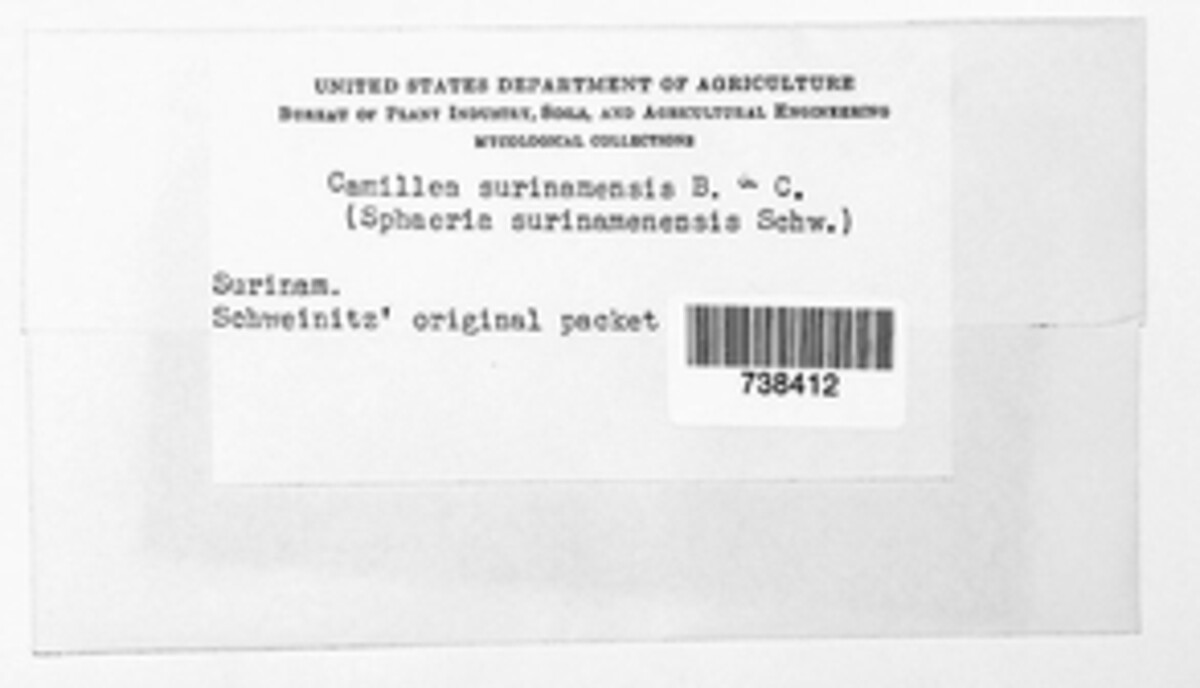 UNITED STATES DEPARTMENT OF AGRICULTURE
BUREAU OF PLANT INDUSTRY, SOILS, AND AGRICULTURAL ENGINEERING
MYCOLOGICAL COLLECTIONS
Camillea surinamensis B. & C.
(Sphaeria surinamenensis Schw.)
Surinam.
Schweinitz' original packet
738412